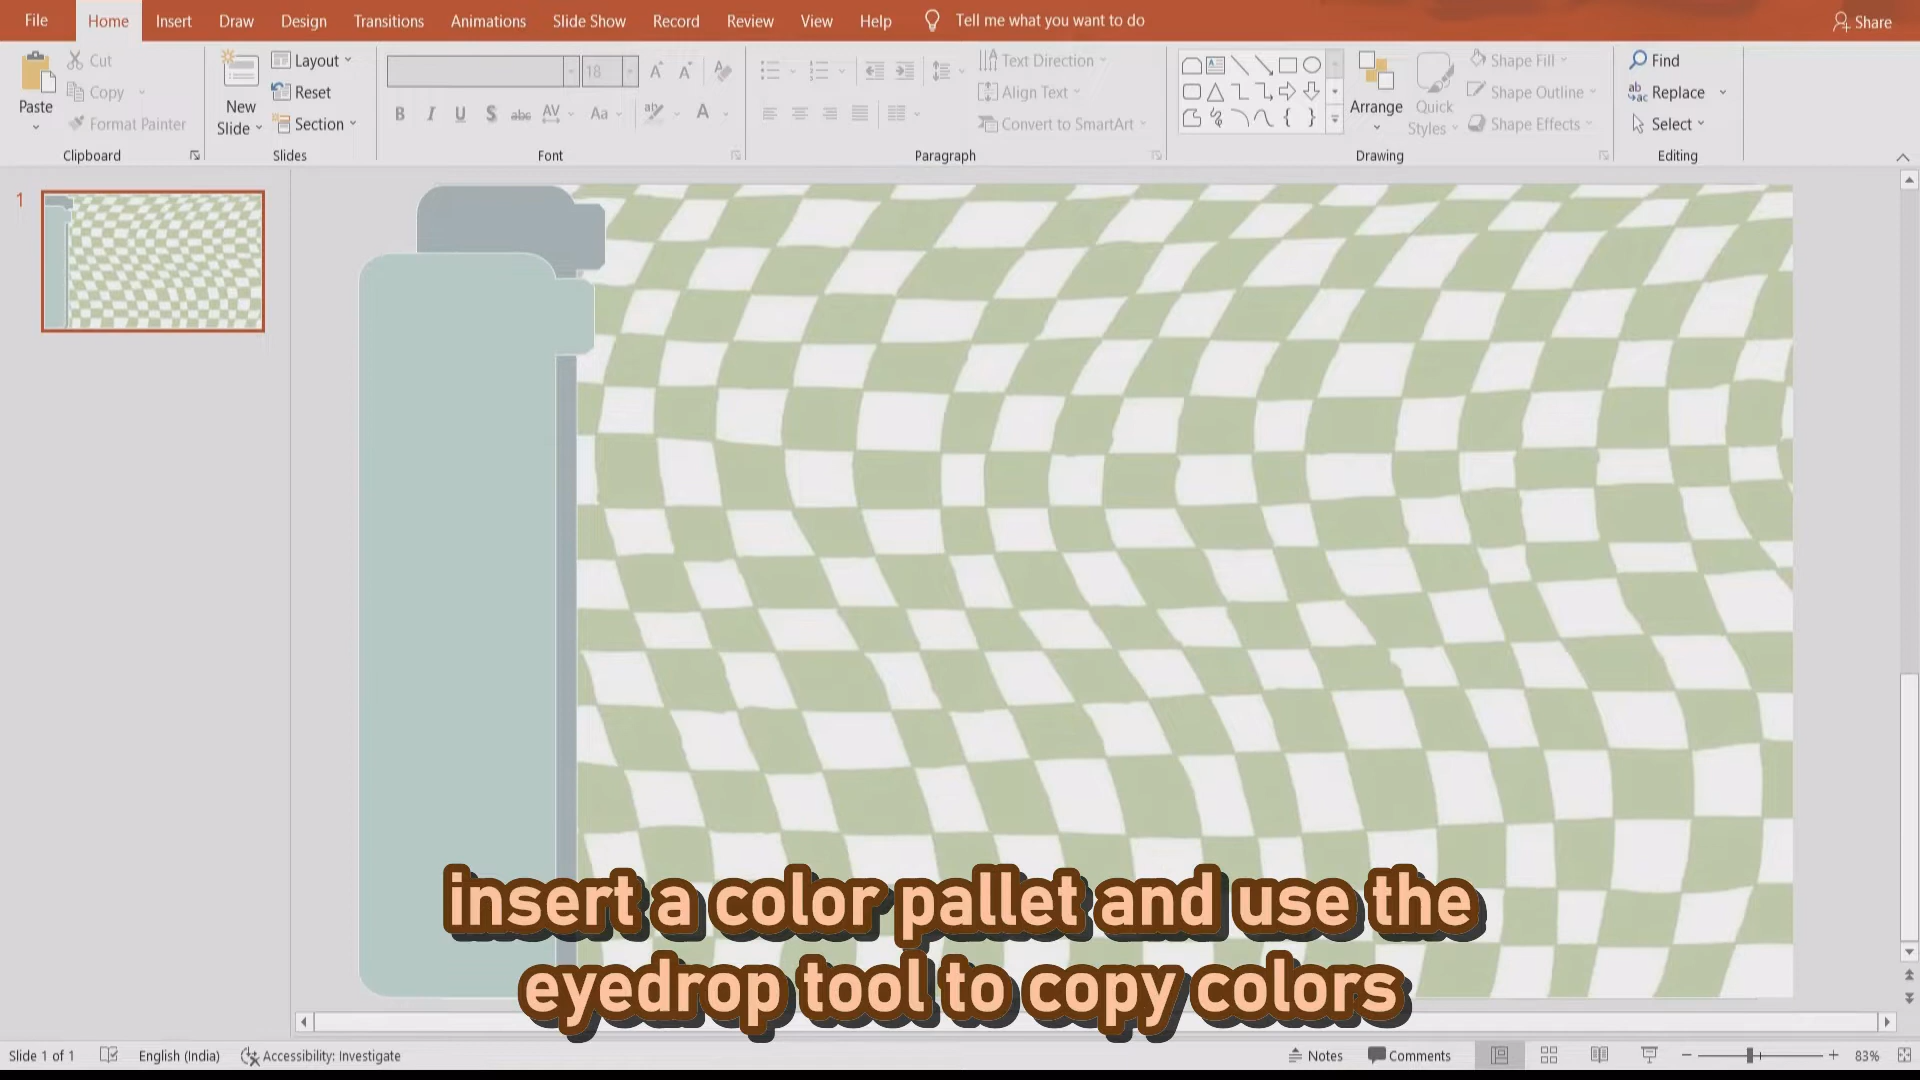 File Home Insert Draw Design Transitions Animations Slide Show Record Review View Help Tell me what you want to do Share
Paste Cut Copy Format Painter Clipboard
New Slide Layout Reset Section Slides
18 B I U S abc AV Aa A Font
Text Direction Align Text Convert to SmartArt Paragraph
Arrange Quick Styles Shape Fill Shape Outline Shape Effects Drawing
Find Replace Select Editing
1
insert a color pallet and use the
eyedrop tool to copy colors
Slide 1 of 1 English (India) Accessibility: Investigate Notes Comments 83%